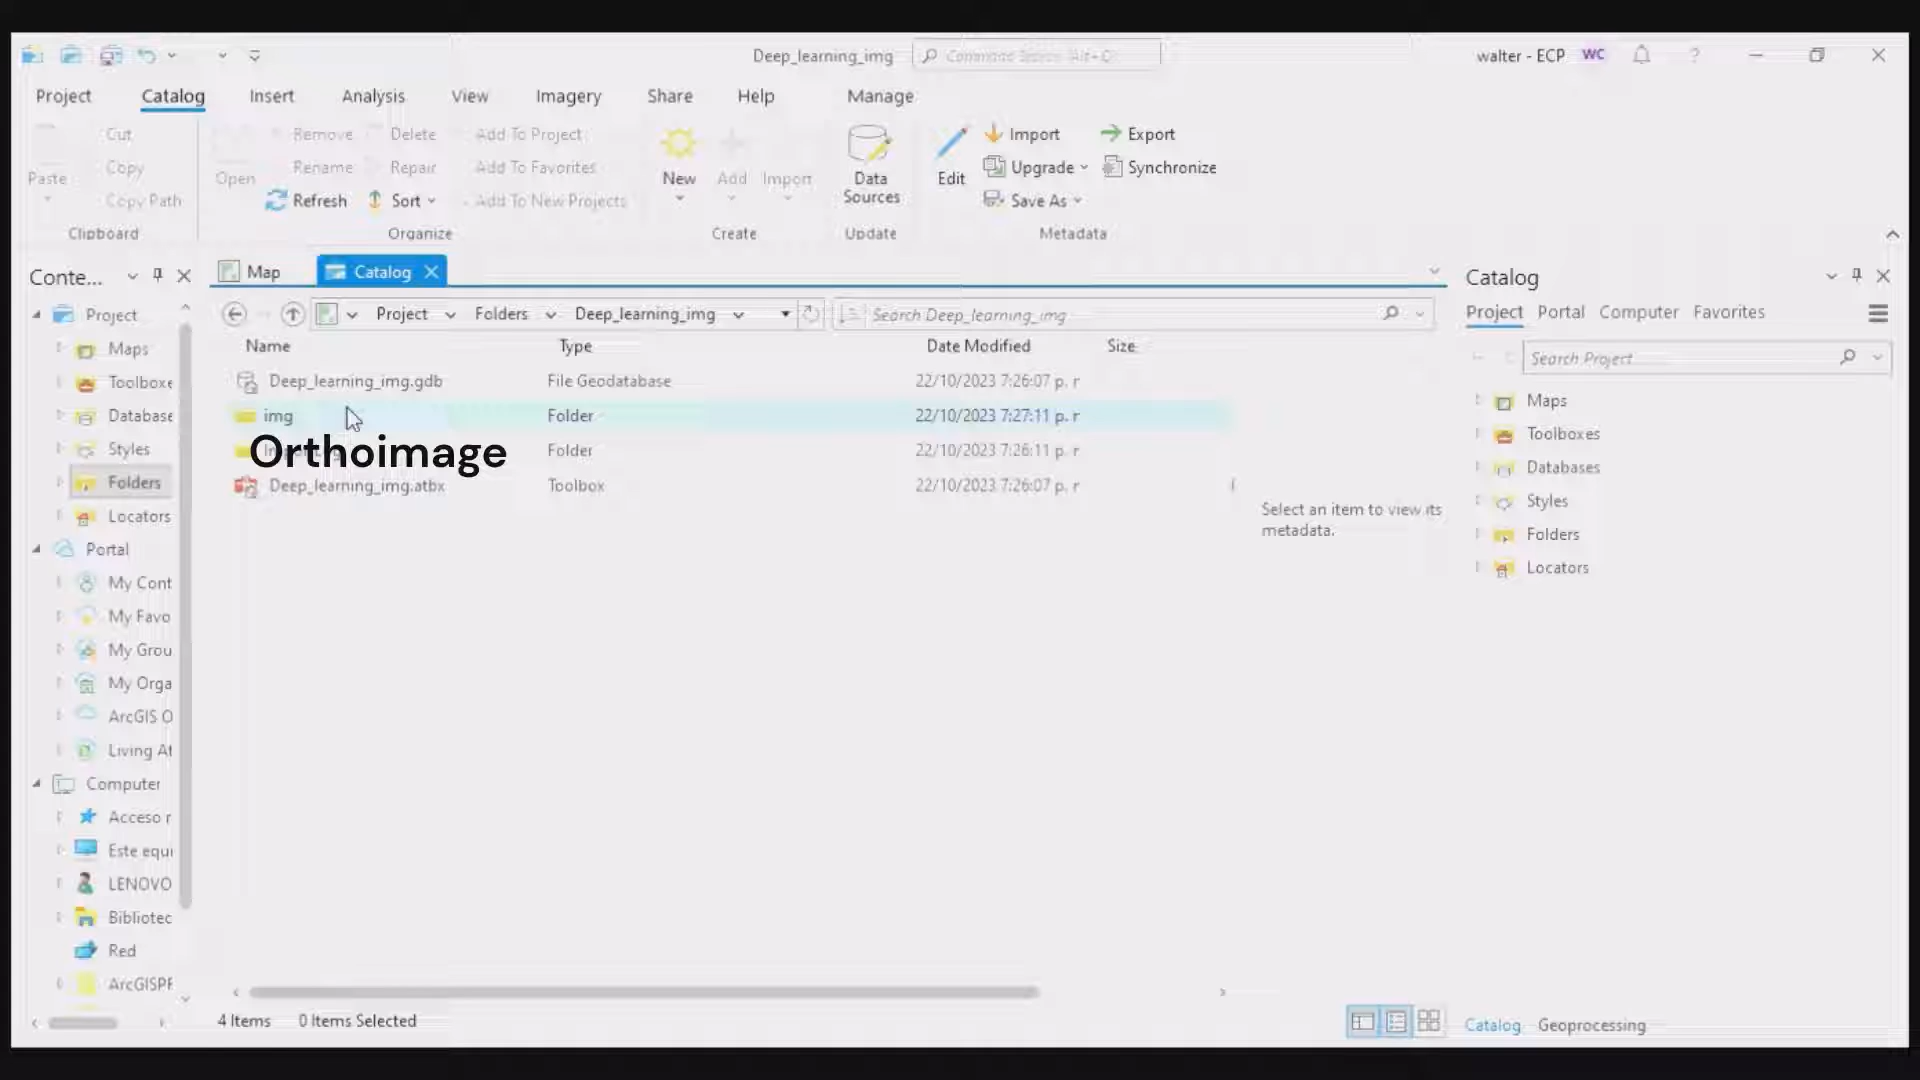 Deep_learning_img
Command Search (Alt+Q)
walter - ECP
WC
?
Project
Catalog
Insert
Analysis
View
Imagery
Share
Help
Manage
Cut
Remove
Delete
Add To Project
Import
Export
Copy
Rename
Repair
Add To Favorites
Upgrade
Synchronize
Paste
Open
New
Add
Import
Data
Sources
Edit
Copy Path
Refresh
Sort
Add To New Projects
Save As
Clipboard
Organize
Create
Update
Metadata
Conte...
Map
Catalog
Catalog
Project
Project
Folders
Deep_learning_img
Search Deep_learning_img
Project
Portal
Computer
Favorites
Name
Type
Date Modified
Size
Search Project
Maps
Toolboxe
Database
Styles
Folders
Locators
Portal
My Cont
My Favo
My Grou
My Orga
ArcGIS O
Living At
Computer
Acceso r
Este equi
LENOVO
Bibliotec
Red
ArcGISPR
Deep_learning_img.gdb File Geodatabase 22/10/2023 7:26:07 p. r
img Folder 22/10/2023 7:27:11 p. r
Orthoimage
Folder 22/10/2023 7:26:11 p. r
Deep_learning_img.atbx Toolbox 22/10/2023 7:26:07 p. r
Select an item to view its
metadata.
Maps
Toolboxes
Databases
Styles
Folders
Locators
4 Items
0 Items Selected
Catalog
Geoprocessing